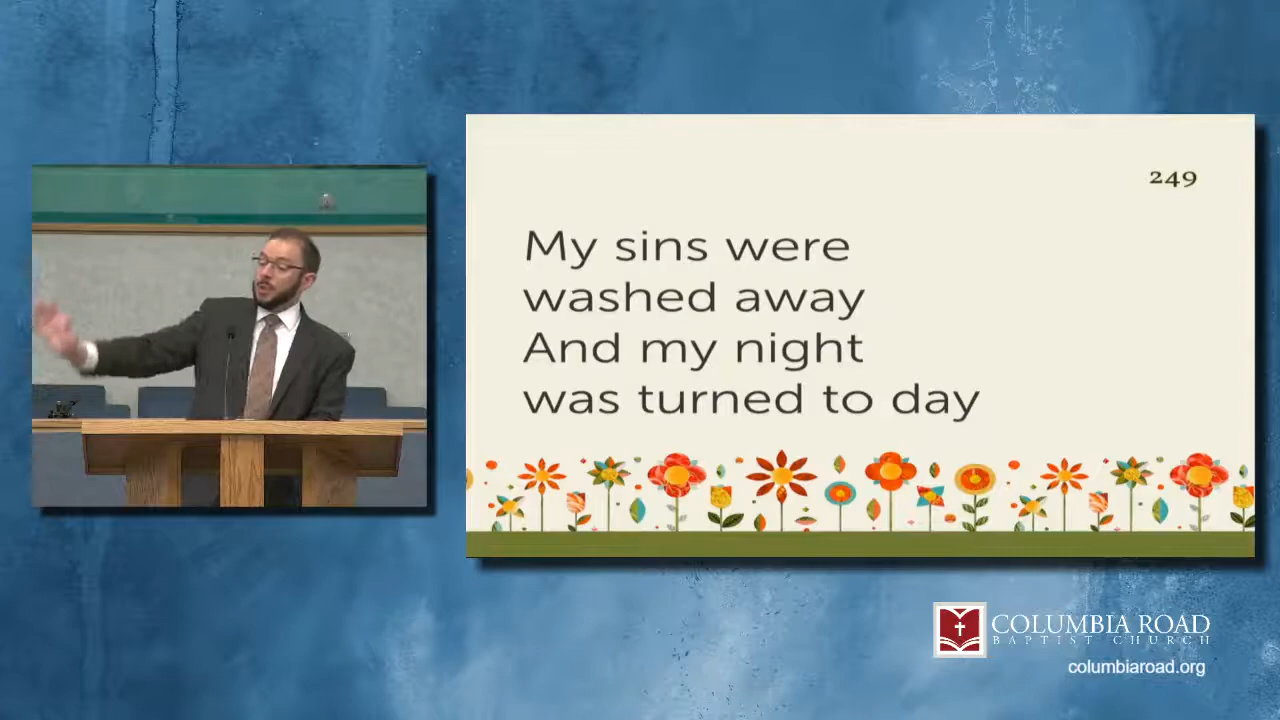 249
My sins were
washed away
And my night
was turned to day
COLUMBIA ROAD
BAPTIST CHURCH
columbiaroad.org